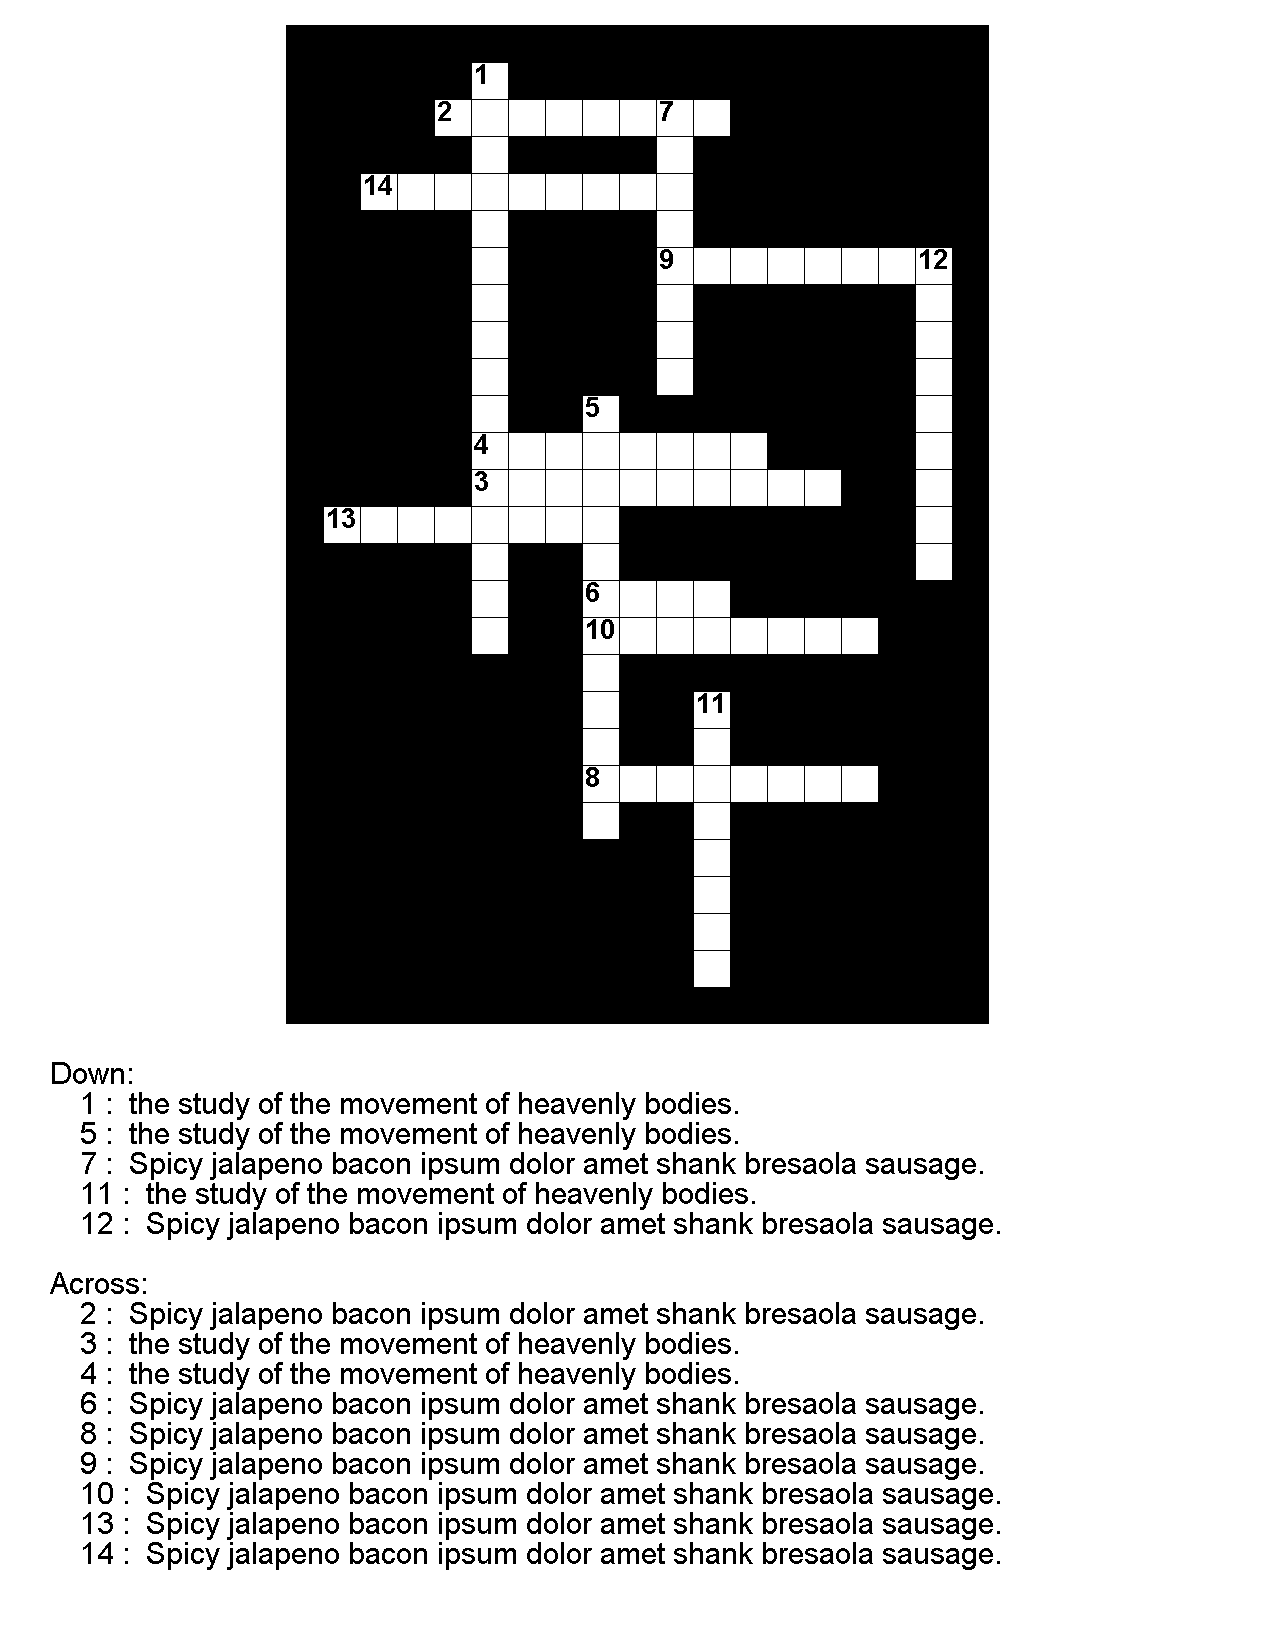 1
2 7
14
9 12
5
4
3
13
6
10
11
8
Down:
1 : the study of the movement of heavenly bodies.
5 : the study of the movement of heavenly bodies.
7 : Spicy jalapeno bacon ipsum dolor amet shank bresaola sausage.
11 : the study of the movement of heavenly bodies.
12 : Spicy jalapeno bacon ipsum dolor amet shank bresaola sausage.
Across:
2 : Spicy jalapeno bacon ipsum dolor amet shank bresaola sausage.
3 : the study of the movement of heavenly bodies.
4 : the study of the movement of heavenly bodies.
6 : Spicy jalapeno bacon ipsum dolor amet shank bresaola sausage.
8 : Spicy jalapeno bacon ipsum dolor amet shank bresaola sausage.
9 : Spicy jalapeno bacon ipsum dolor amet shank bresaola sausage.
10 : Spicy jalapeno bacon ipsum dolor amet shank bresaola sausage.
13 : Spicy jalapeno bacon ipsum dolor amet shank bresaola sausage.
14 : Spicy jalapeno bacon ipsum dolor amet shank bresaola sausage.